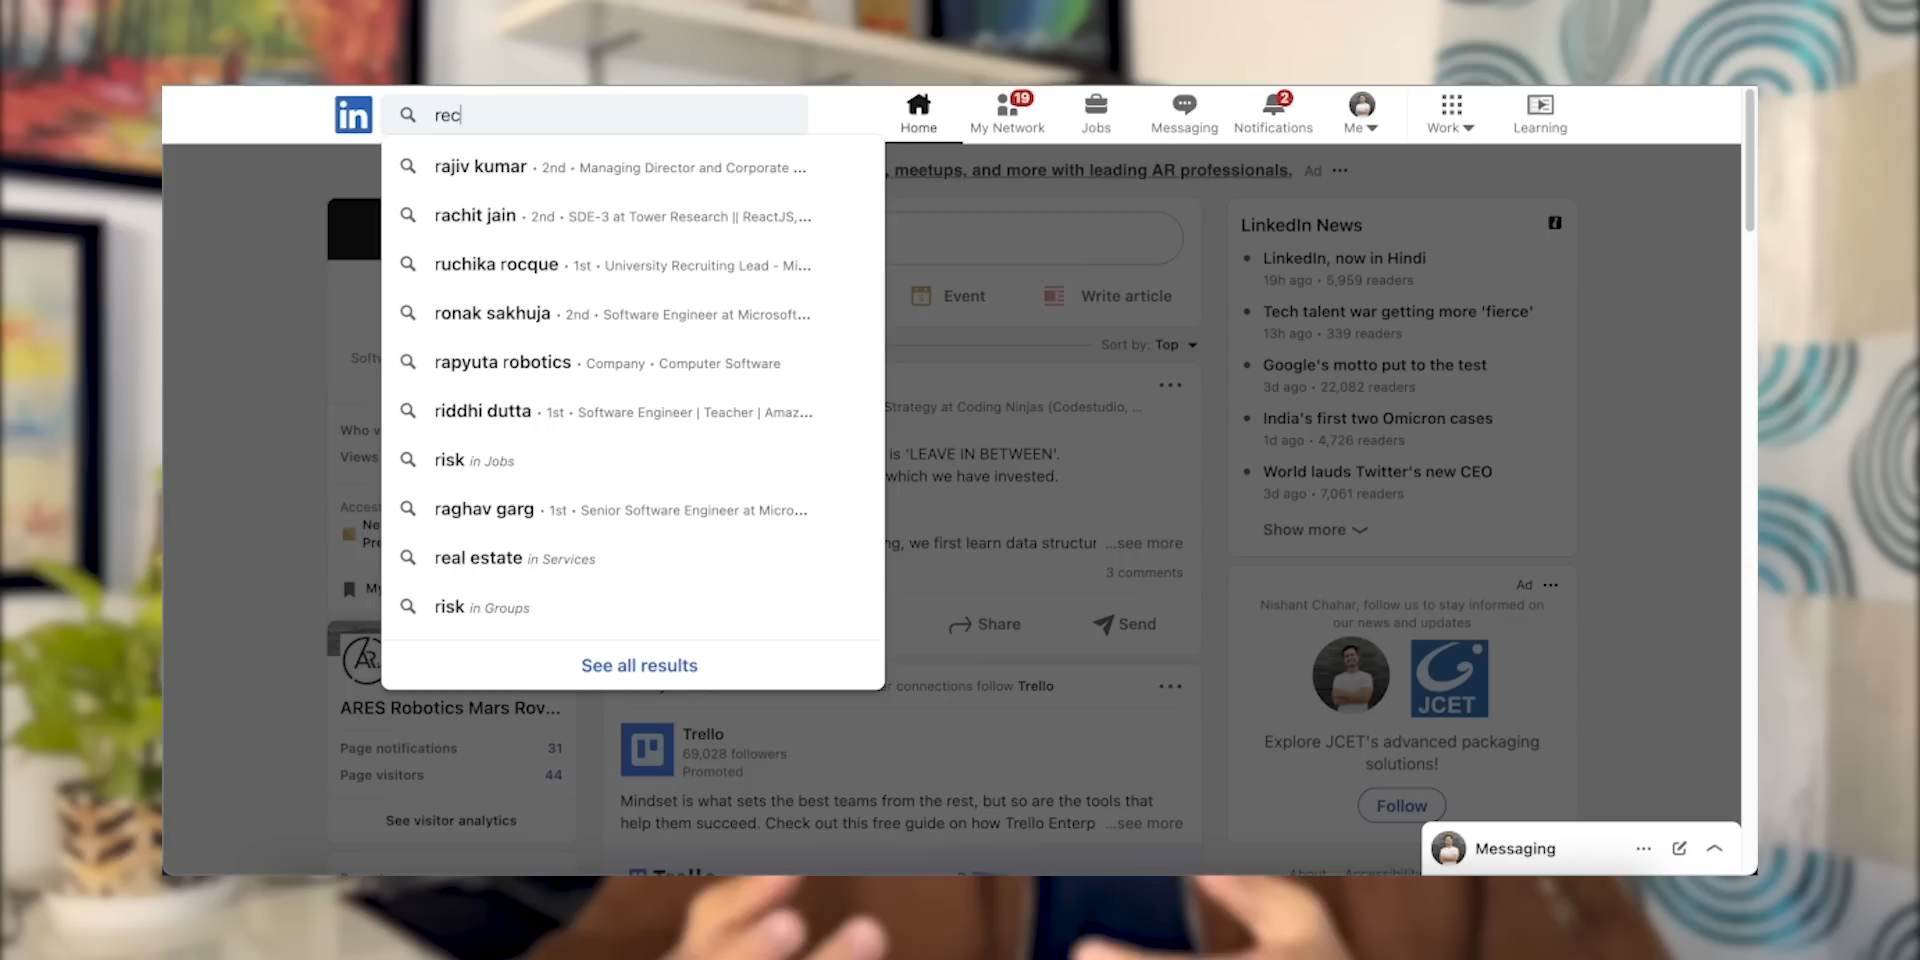 in
rec
Home
19
My Network
Jobs
Messaging
2
Notifications
Me
Work
Learning
rajiv kumar • 2nd • Managing Director and Corporate ...
rachit jain • 2nd • SDE-3 at Tower Research || ReactJS,...
ruchika rocque • 1st • University Recruiting Lead - Mi...
ronak sakhuja • 2nd • Software Engineer at Microsoft...
rapyuta robotics • Company • Computer Software
riddhi dutta • 1st • Software Engineer | Teacher | Amaz...
risk in Jobs
raghav garg • 1st • Senior Software Engineer at Micro...
real estate in Services
risk in Groups
See all results
, meetups, and more with leading AR professionals. Ad ...
Event
Write article
Sort by: Top
Strategy at Coding Ninjas (Codestudio, ...
is 'LEAVE IN BETWEEN'.
which we have invested.
ng, we first learn data structur ...see more
3 comments
Share
Send
Softw
Who v
Views
Access
Ne
Pre
My
AR
ARES Robotics Mars Rov...
Page notifications 31
Page visitors 44
See visitor analytics
er connections follow Trello
Trello
69,028 followers
Promoted
Mindset is what sets the best teams from the rest, but so are the tools that
help them succeed. Check out this free guide on how Trello Enterp ...see more
Trello
LinkedIn News
LinkedIn, now in Hindi
19h ago • 5,959 readers
Tech talent war getting more 'fierce'
13h ago • 339 readers
Google's motto put to the test
3d ago • 22,082 readers
India's first two Omicron cases
1d ago • 4,726 readers
World lauds Twitter's new CEO
3d ago • 7,061 readers
Show more
Ad ...
Nishant Chahar, follow us to stay informed on
our news and updates
JCET
Explore JCET's advanced packaging
solutions!
Follow
About Accessibility
Messaging